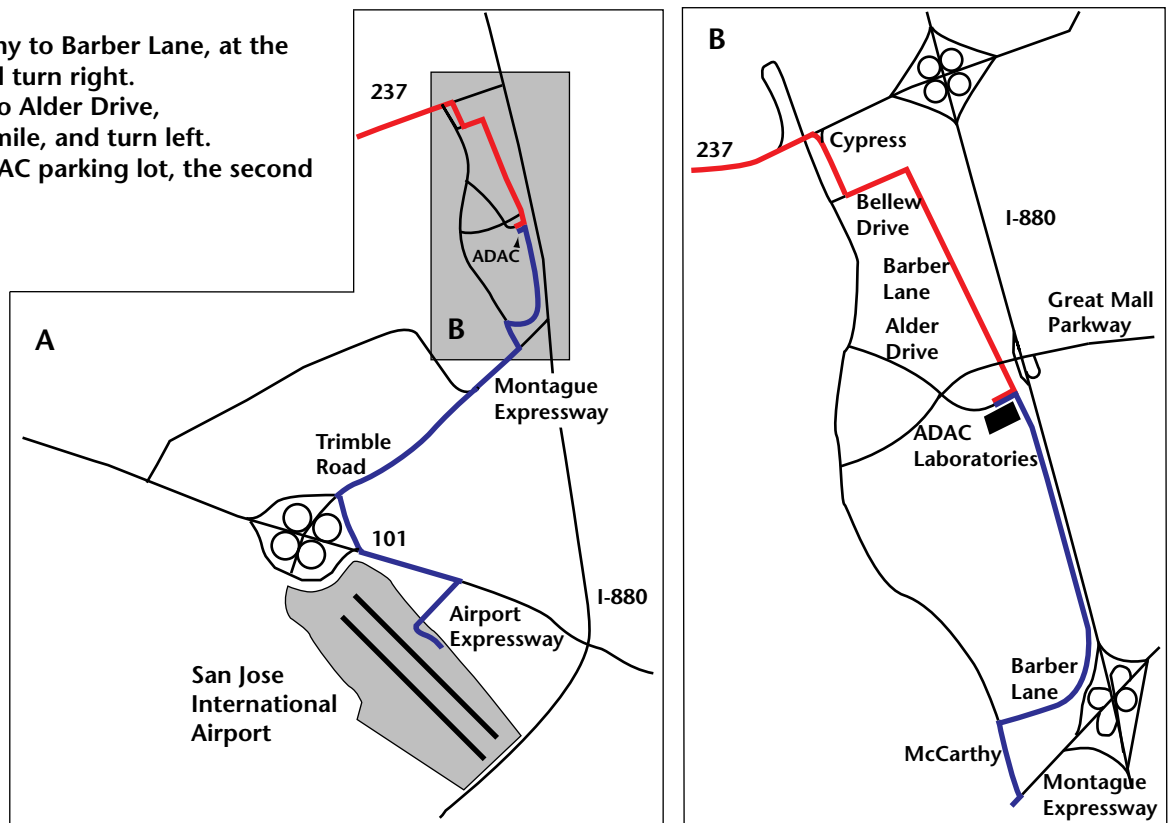 ny to Barber Lane, at the
turn right.
o Alder Drive,
mile, and turn left.
AC parking lot, the second
237
ADAC
B
A
Montague
Expressway
Trimble
Road
101
I-880
Airport
Expressway
San Jose
International
Airport
B
237
Cypress
Bellew
Drive
I-880
Barber
Lane
Great Mall
Parkway
Alder
Drive
ADAC
Laboratories
Barber
Lane
McCarthy
Montague
Expressway